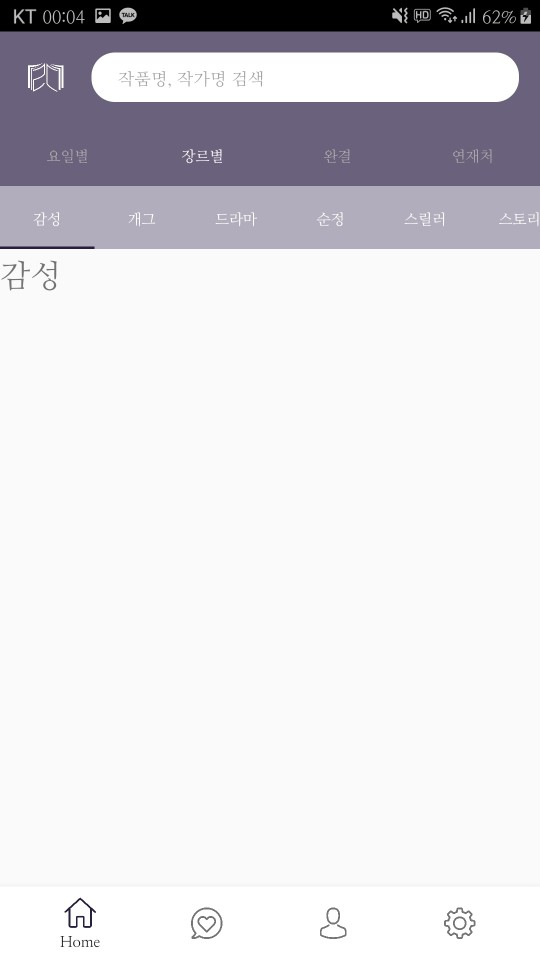 KT 00:04 TALK HD 62%
작품명, 작가명 검색
요일별 장르별 완결 연재처
감성 개그 드라마 순정 스릴러 스토리
감성
Home